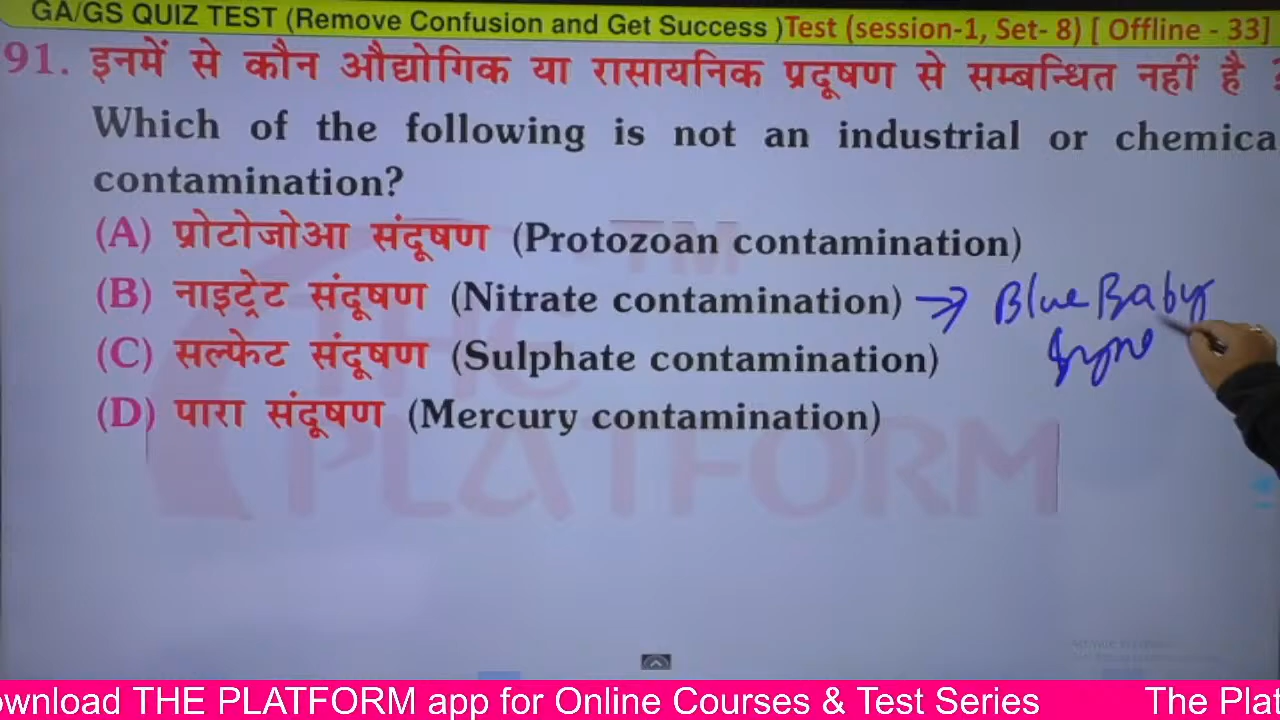 GA/GS QUIZ TEST (Remove Confusion and Get Success )Test (session-1, Set- 8) [ Offline - 33]
91. इनमें से कौन औद्योगिक या रासायनिक प्रदूषण से सम्बन्धित नहीं है ?
Which of the following is not an industrial or chemica
contamination?
(A) प्रोटोजोआ संदूषण (Protozoan contamination)
(B) नाइट्रेट संदूषण (Nitrate contamination) → Blue Baby
(C) सल्फेट संदूषण (Sulphate contamination)
(D) पारा संदूषण (Mercury contamination)
THE
PLATFORM
ownload THE PLATFORM app for Online Courses & Test Series The Plat